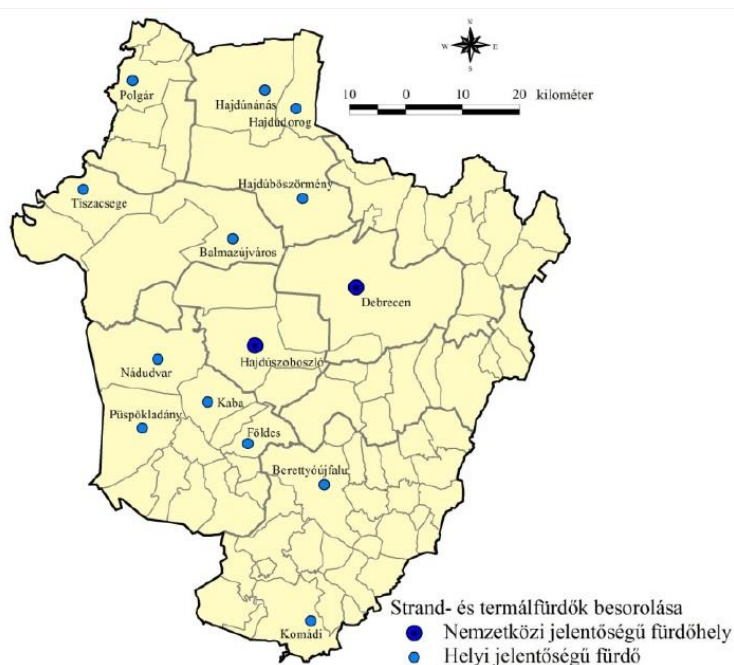 N
W E
S
10 0 10 20 kilométer
Polgár
Hajdúnánás
Hajdúdorog
Tiszacsege
Hajdúböszörmény
Balmazújváros
Debrecen
Hajdúszoboszló
Nádudvar
Kaba
Püspökladány
Földes
Berettyóújfalu
Komádi
Strand- és termálfürdők besorolása
Nemzetközi jelentőségű fürdőhely
Helyi jelentőségű fürdő